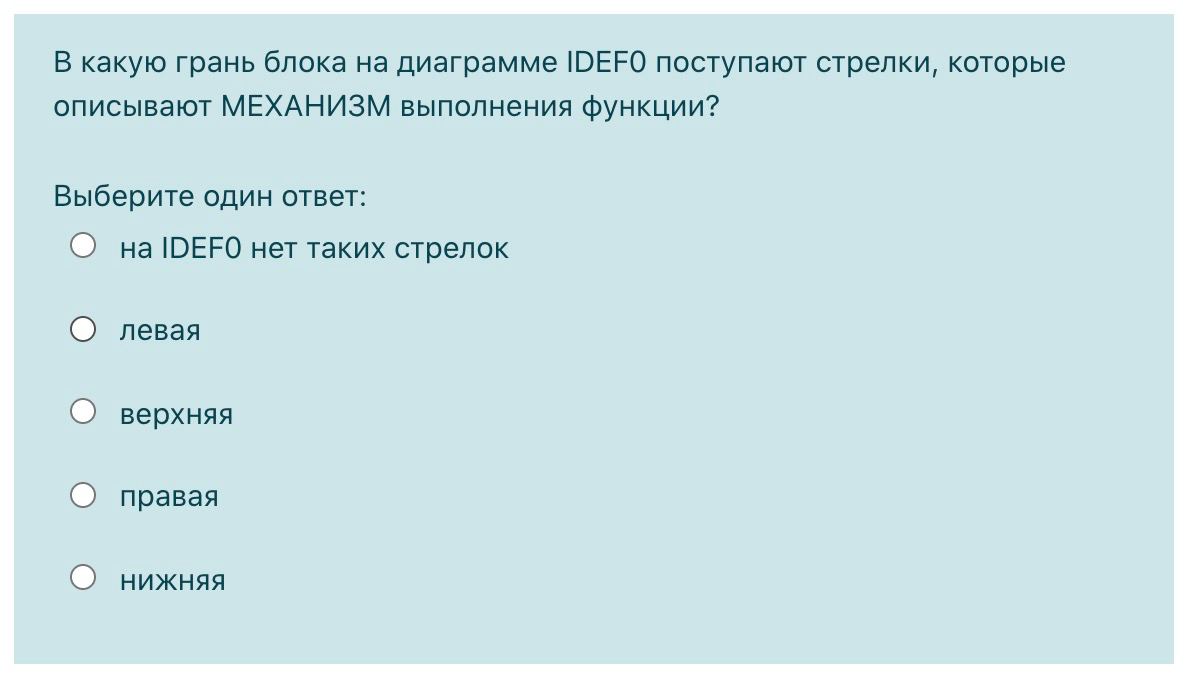 В какую грань блока на диаграмме IDEF0 поступают стрелки, которые
описывают МЕХАНИЗМ выполнения функции?
Выберите один ответ:
на IDEF0 нет таких стрелок
левая
верхняя
правая
нижняя